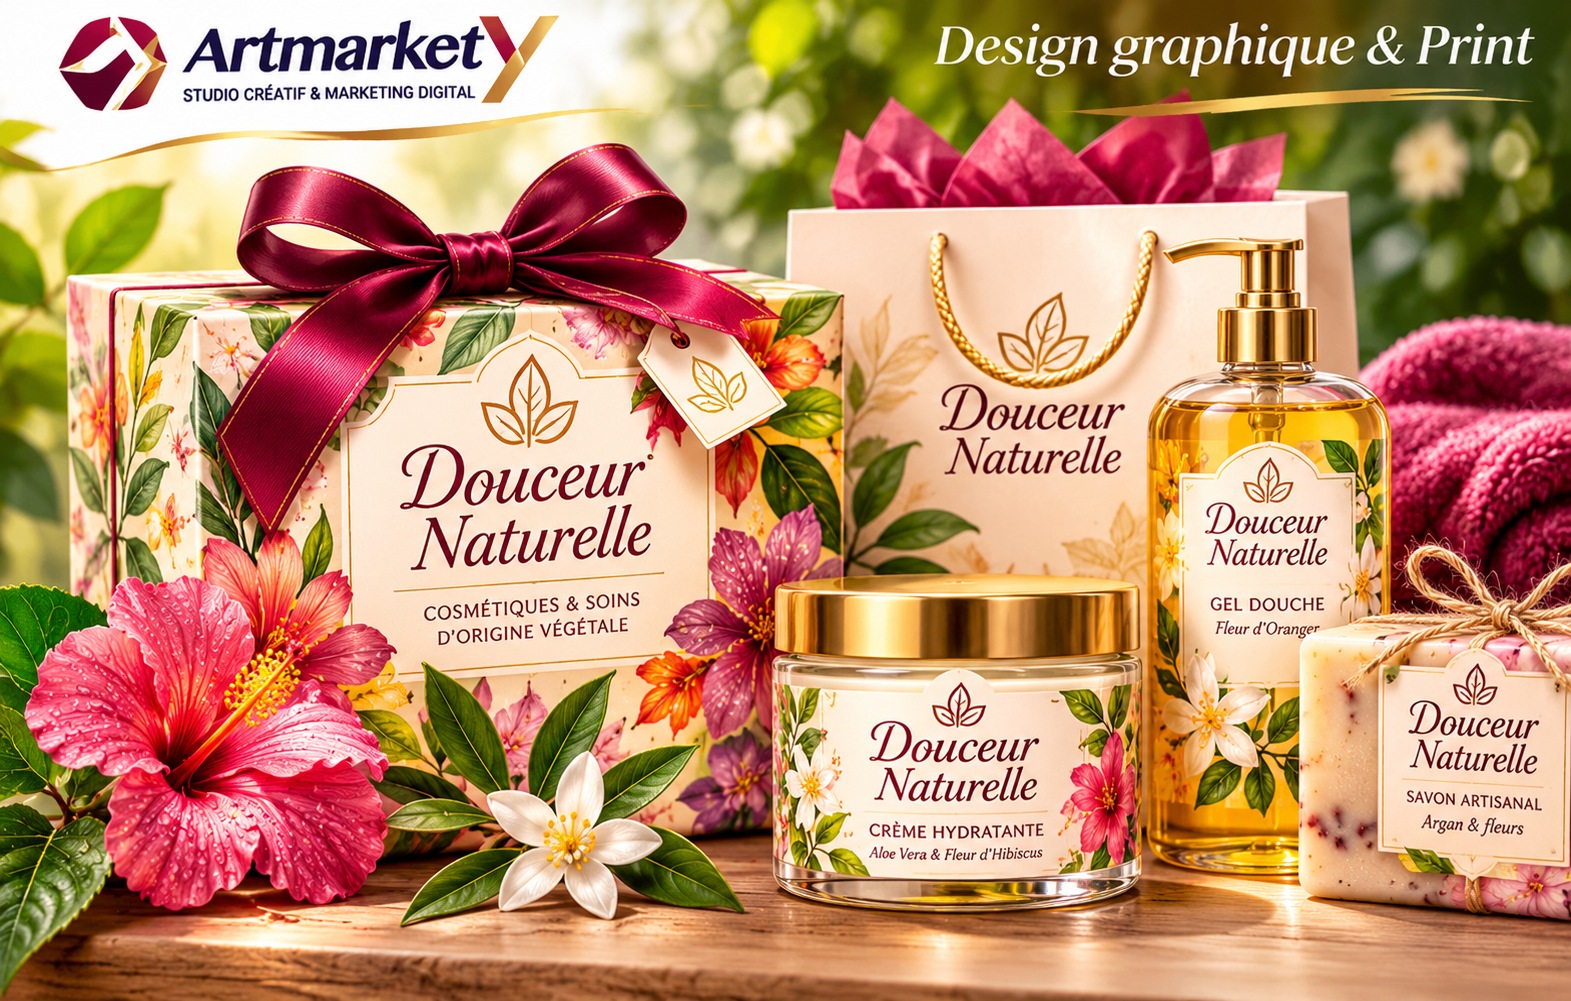 ArtmarketY
STUDIO CRÉATIF & MARKETING DIGITAL
Design graphique & Print
Douceur
Naturelle
COSMÉTIQUES & SOINS
D'ORIGINE VÉGÉTALE
Douceur
Naturelle
Douceur
Naturelle
GEL DOUCHE
Fleur d'Oranger
Douceur
Naturelle
CRÈME HYDRATANTE
Aloe Vera & Fleur d'Hibiscus
Douceur
Naturelle
SAVON ARTISANAL
Argan & fleurs